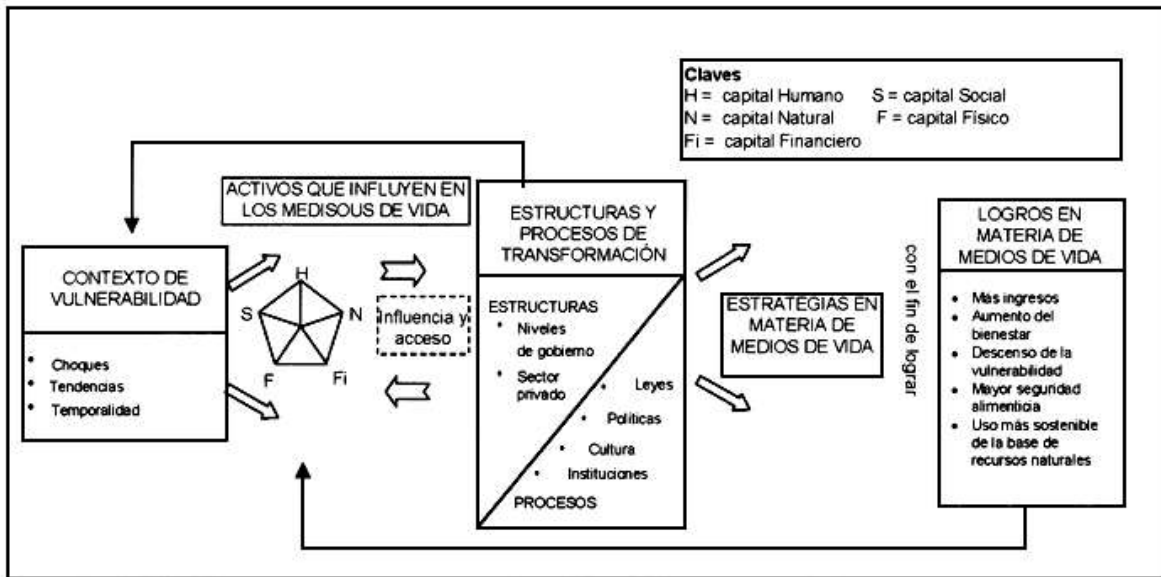 Claves
H = capital Humano S = capital Social
N = capital Natural F = capital Físico
Fi = capital Financiero
ACTIVOS QUE INFLUYEN EN
LOS MEDISOUS DE VIDA
CONTEXTO DE
VULNERABILIDAD
• Choques
• Tendencias
• Temporalidad
H
S
N
F
Fi
Influencia y
acceso
ESTRUCTURAS Y
PROCESOS DE
TRANSFORMACIÓN
ESTRUCTURAS
• Niveles
de gobierno
• Sector
privado
• Leyes
• Políticas
• Cultura
• Instituciones
PROCESOS
ESTRATEGIAS EN
MATERIA DE
MEDIOS DE VIDA
con el fin de lograr
LOGROS EN
MATERIA DE
MEDIOS DE VIDA
• Más ingresos
• Aumento del
bienestar
• Descenso de la
vulnerabilidad
• Mayor seguridad
alimenticia
• Uso más sostenible
de la base de
recursos naturales